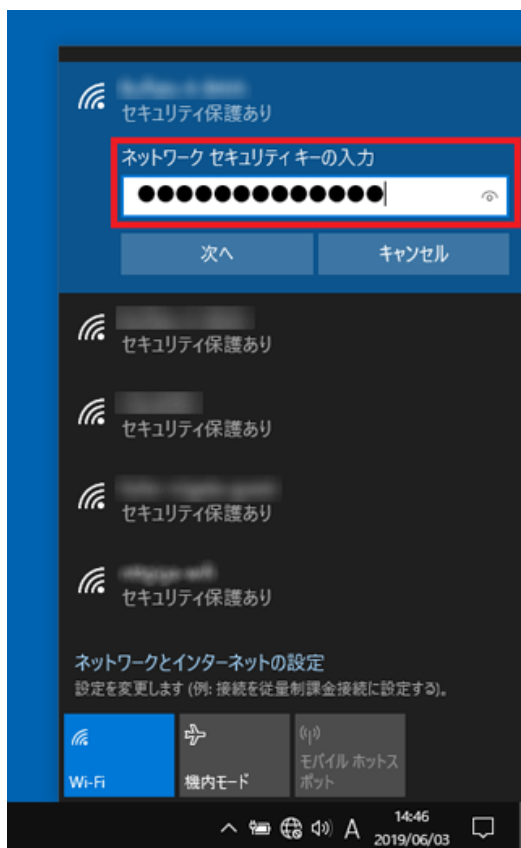 セキュリティ保護あり
ネットワーク セキュリティ キーの入力
●●●●●●●●●●●●●
次へ
キャンセル
セキュリティ保護あり
セキュリティ保護あり
セキュリティ保護あり
セキュリティ保護あり
ネットワークとインターネットの設定
設定を変更します (例: 接続を従量制課金接続に設定する)。
Wi-Fi
機内モード
モバイル ホットス
ポット
A
14:46
2019/06/03